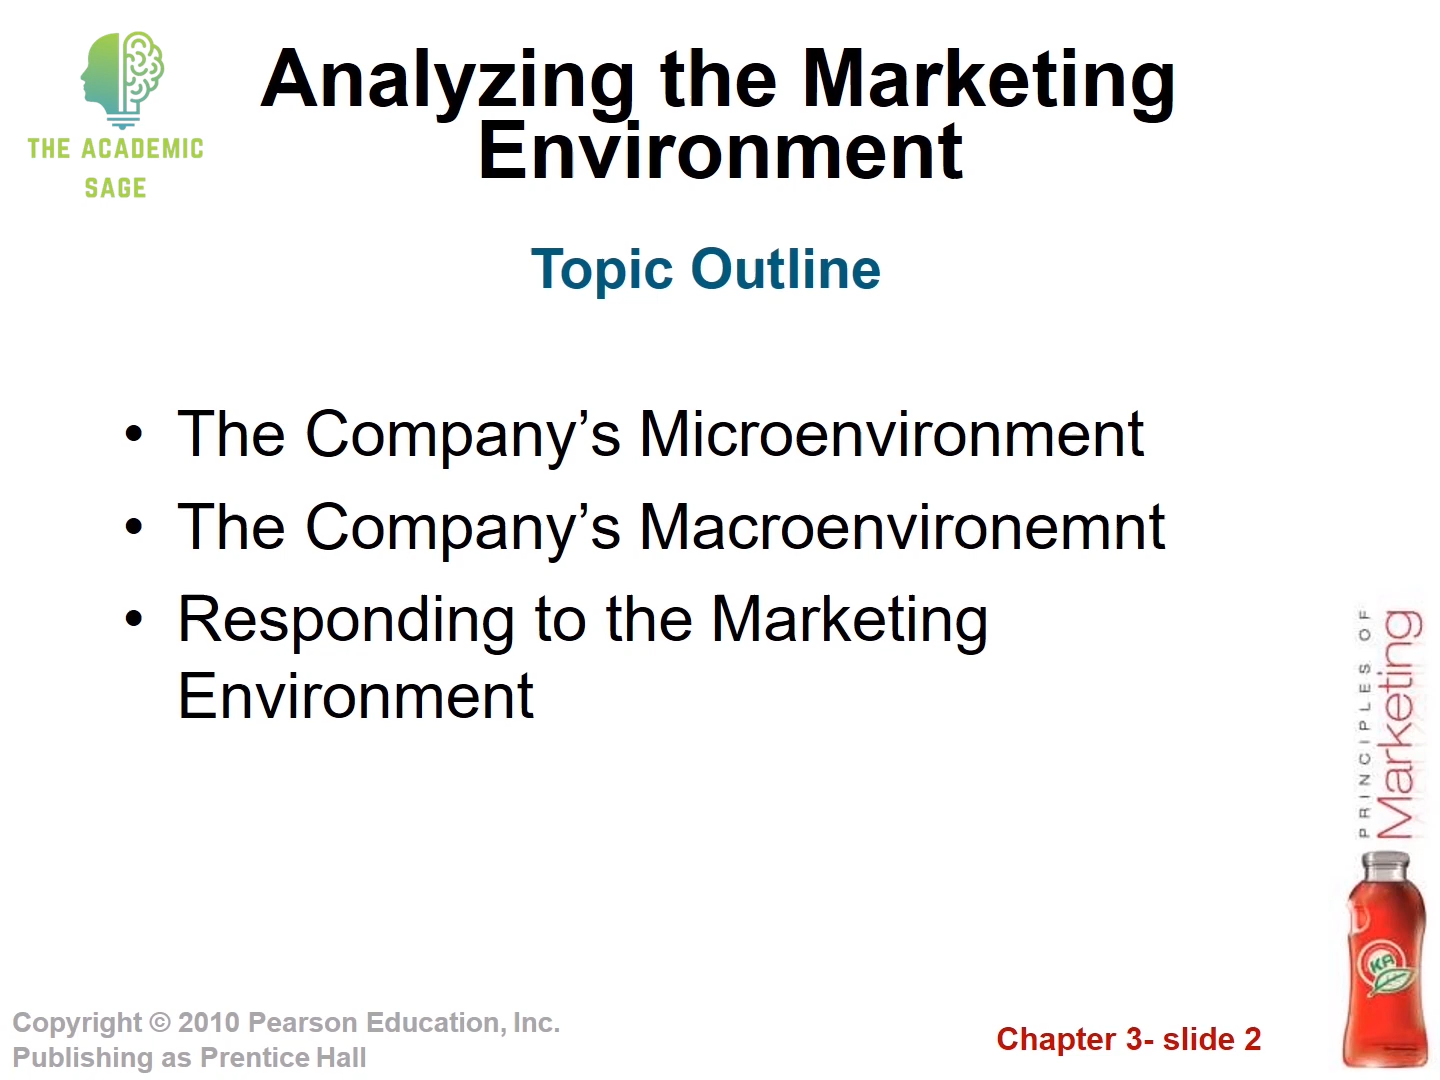 THE ACADEMIC
SAGE
Analyzing the Marketing
Environment
Topic Outline
• The Company’s Microenvironment
• The Company’s Macroenvironemnt
• Responding to the Marketing
Environment
PRINCIPLES OF
Marketing
KR
Copyright © 2010 Pearson Education, Inc.
Publishing as Prentice Hall
Chapter 3- slide 2